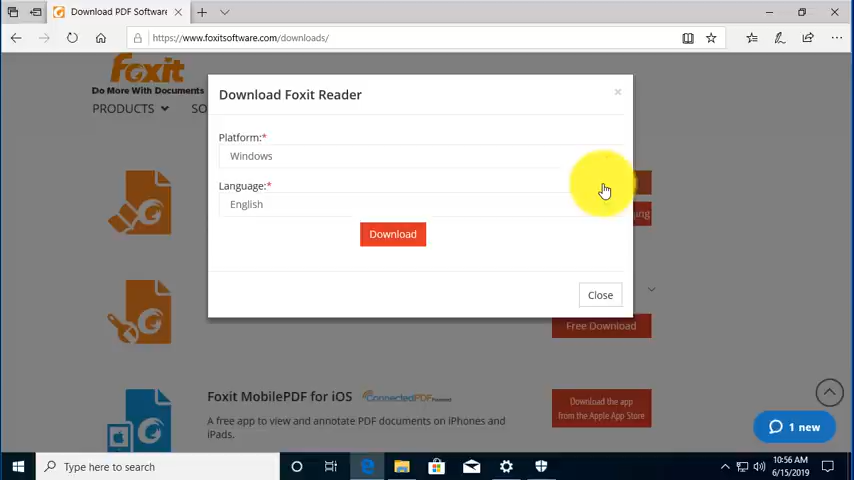 Download PDF Software
https://www.foxitsoftware.com/downloads/
Foxit
Do More With Documents
PRODUCTS
SO
Download Foxit Reader
×
Platform:*
Windows
Language:*
English
Download
Close
Free Download
Foxit MobilePDF for iOS
ConnectedPDF
A free app to view and annotate PDF documents on iPhones and
iPads.
Download the app
from the Apple App Store
1 new
Type here to search
10:56 AM
6/15/2019